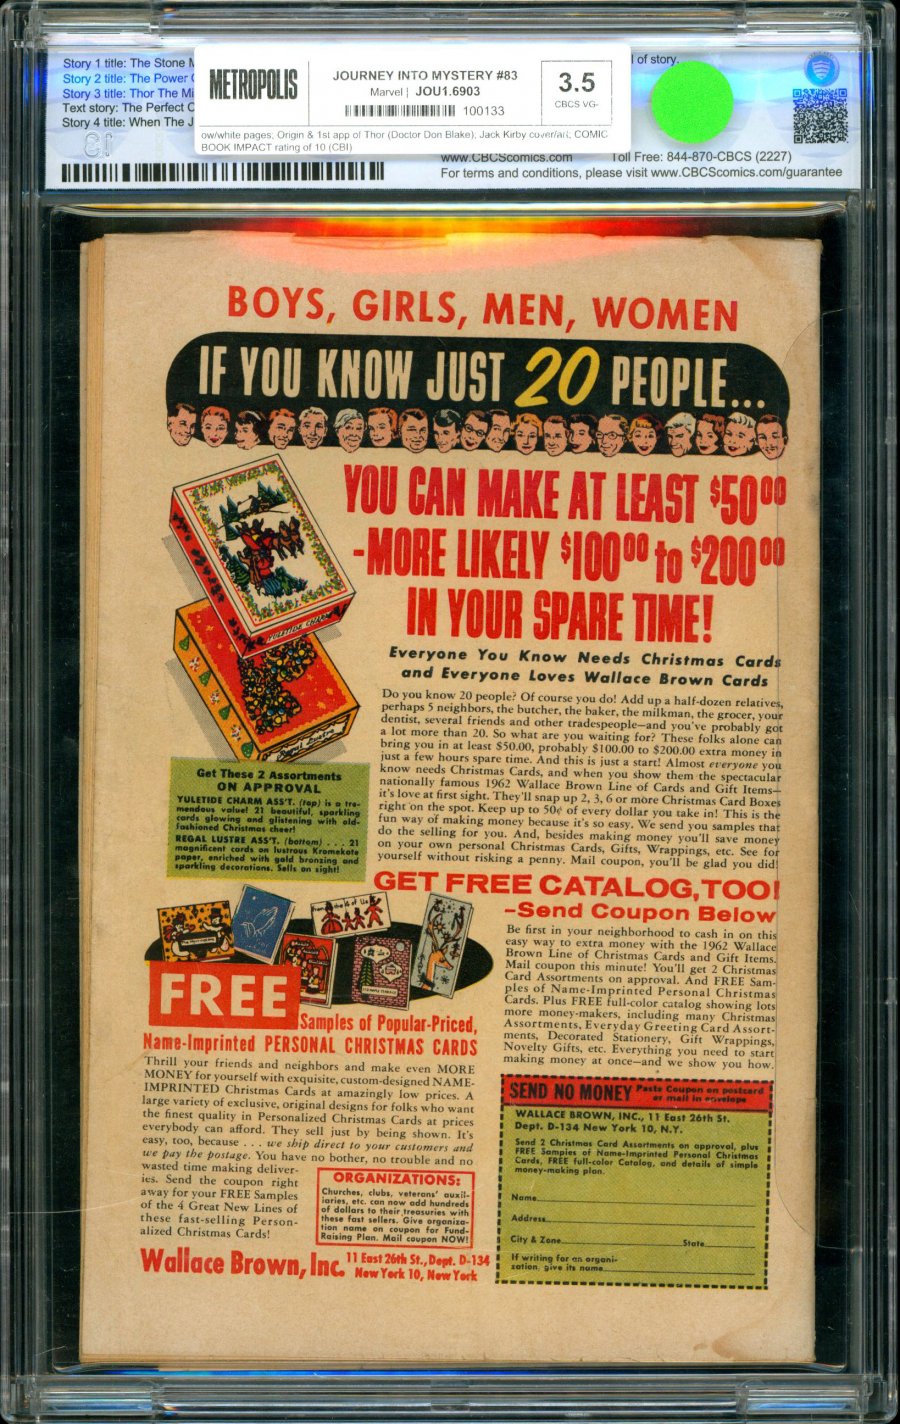 Story 1 title: The Stone M
Story 2 title: The Power
Story 3 title: Thor The Mi
Text story: The Perfect C
Story 4 title: When The J
l of story.
METROPOLIS
JOURNEY INTO MYSTERY #83
Marvel | JOU1.6903
100133
3.5
CBCS VG-
ow/white pages; Origin & 1st app of Thor (Doctor Don Blake); Jack Kirby cover/art; COMIC
BOOK IMPACT rating of 10 (CBI)
www.CBCScomics.com Toll Free: 844-870-CBCS (2227)
For terms and conditions, please visit www.CBCScomics.com/guarantee
BOYS, GIRLS, MEN, WOMEN
IF YOU KNOW JUST 20 PEOPLE...
YOU CAN MAKE AT LEAST $5000
-MORE LIKELY $10000 to $20000
IN YOUR SPARE TIME!
Everyone You Know Needs Christmas Cards
and Everyone Loves Wallace Brown Cards
Do you know 20 people? Of course you do! Add up a half-dozen relatives,
perhaps 5 neighbors, the butcher, the baker, the milkman, the grocer, your
dentist, several friends and other tradespeople—and you've probably got
a lot more than 20. So what are you waiting for? These folks alone can
bring you in at least $50.00, probably $100.00 to $200.00 extra money in
just a few hours spare time. And this is just a start! Almost everyone you
know needs Christmas Cards, and when you show them the spectacular
nationally famous 1962 Wallace Brown Line of Cards and Gift Items—
it's love at first sight. They'll snap up 2, 3, 6 or more Christmas Card Boxes
right on the spot. Keep up to 50¢ of every dollar you take in! This is the
fun way of making money because it's so easy. We send you samples that
do the selling for you. And, besides making money you'll save money
on your own personal Christmas Cards, Gifts, Wrappings, etc. See for
yourself without risking a penny. Mail coupon, you'll be glad you did!
YULETIDE CHARM
Regal Lustre
Get These 2 Assortments
ON APPROVAL
YULETIDE CHARM ASS'T. (top) is a tre-
mendous value! 21 beautiful, sparkling
cards glowing and glistening with old-
fashioned Christmas cheer!
REGAL LUSTRE ASS'T. (bottom) . . . 21
magnificent cards on lustrous Kromekote
paper, enriched with gold bronzing and
sparkling decorations. Sells on sight!
GET FREE CATALOG, TOO!
-Send Coupon Below
Be first in your neighborhood to cash in on this
easy way to extra money with the 1962 Wallace
Brown Line of Christmas Cards and Gift Items.
Mail coupon this minute! You'll get 2 Christmas
Card Assortments on approval. And FREE Sam-
ples of Name-Imprinted Personal Christmas
Cards. Plus FREE full-color catalog showing lots
more money-makers, including many Christmas
Assortments, Everyday Greeting Card Assort-
ments, Decorated Stationery, Gift Wrappings,
Novelty Gifts, etc. Everything you need to start
making money at once—and we show you how.
From the 4 of Us
FREE
Samples of Popular-Priced,
Name-Imprinted PERSONAL CHRISTMAS CARDS
Thrill your friends and neighbors and make even MORE
MONEY for yourself with exquisite, custom-designed NAME-
IMPRINTED Christmas Cards at amazingly low prices. A
large variety of exclusive, original designs for folks who want
the finest quality in Personalized Christmas Cards at prices
everybody can afford. They sell just by being shown. It's
easy, too, because . . . we ship direct to your customers and
we pay the postage. You have no bother, no trouble and no
wasted time making deliver-
ies. Send the coupon right
away for your FREE Samples
of the 4 Great New Lines of
these fast-selling Person-
alized Christmas Cards!
ORGANIZATIONS:
Churches, clubs, veterans' auxil-
iaries, etc. can now add hundreds
of dollars to their treasuries with
these fast sellers. Give organiza-
tion name on coupon for Fund-
Raising Plan. Mail coupon NOW!
Wallace Brown, Inc. 11 East 26th St., Dept. D-134
New York 10, New York
SEND NO MONEY Paste Coupon on postcard
or mail in envelope
WALLACE BROWN, INC., 11 East 26th St.
Dept. D-134 New York 10, N.Y.
Send 2 Christmas Card Assortments on approval, plus
FREE Samples of Name-Imprinted Personal Christmas
Cards, FREE full-color Catalog, and details of simple
money-making plan.
Name
Address
City & Zone State
If writing for an organi-
zation, give its name